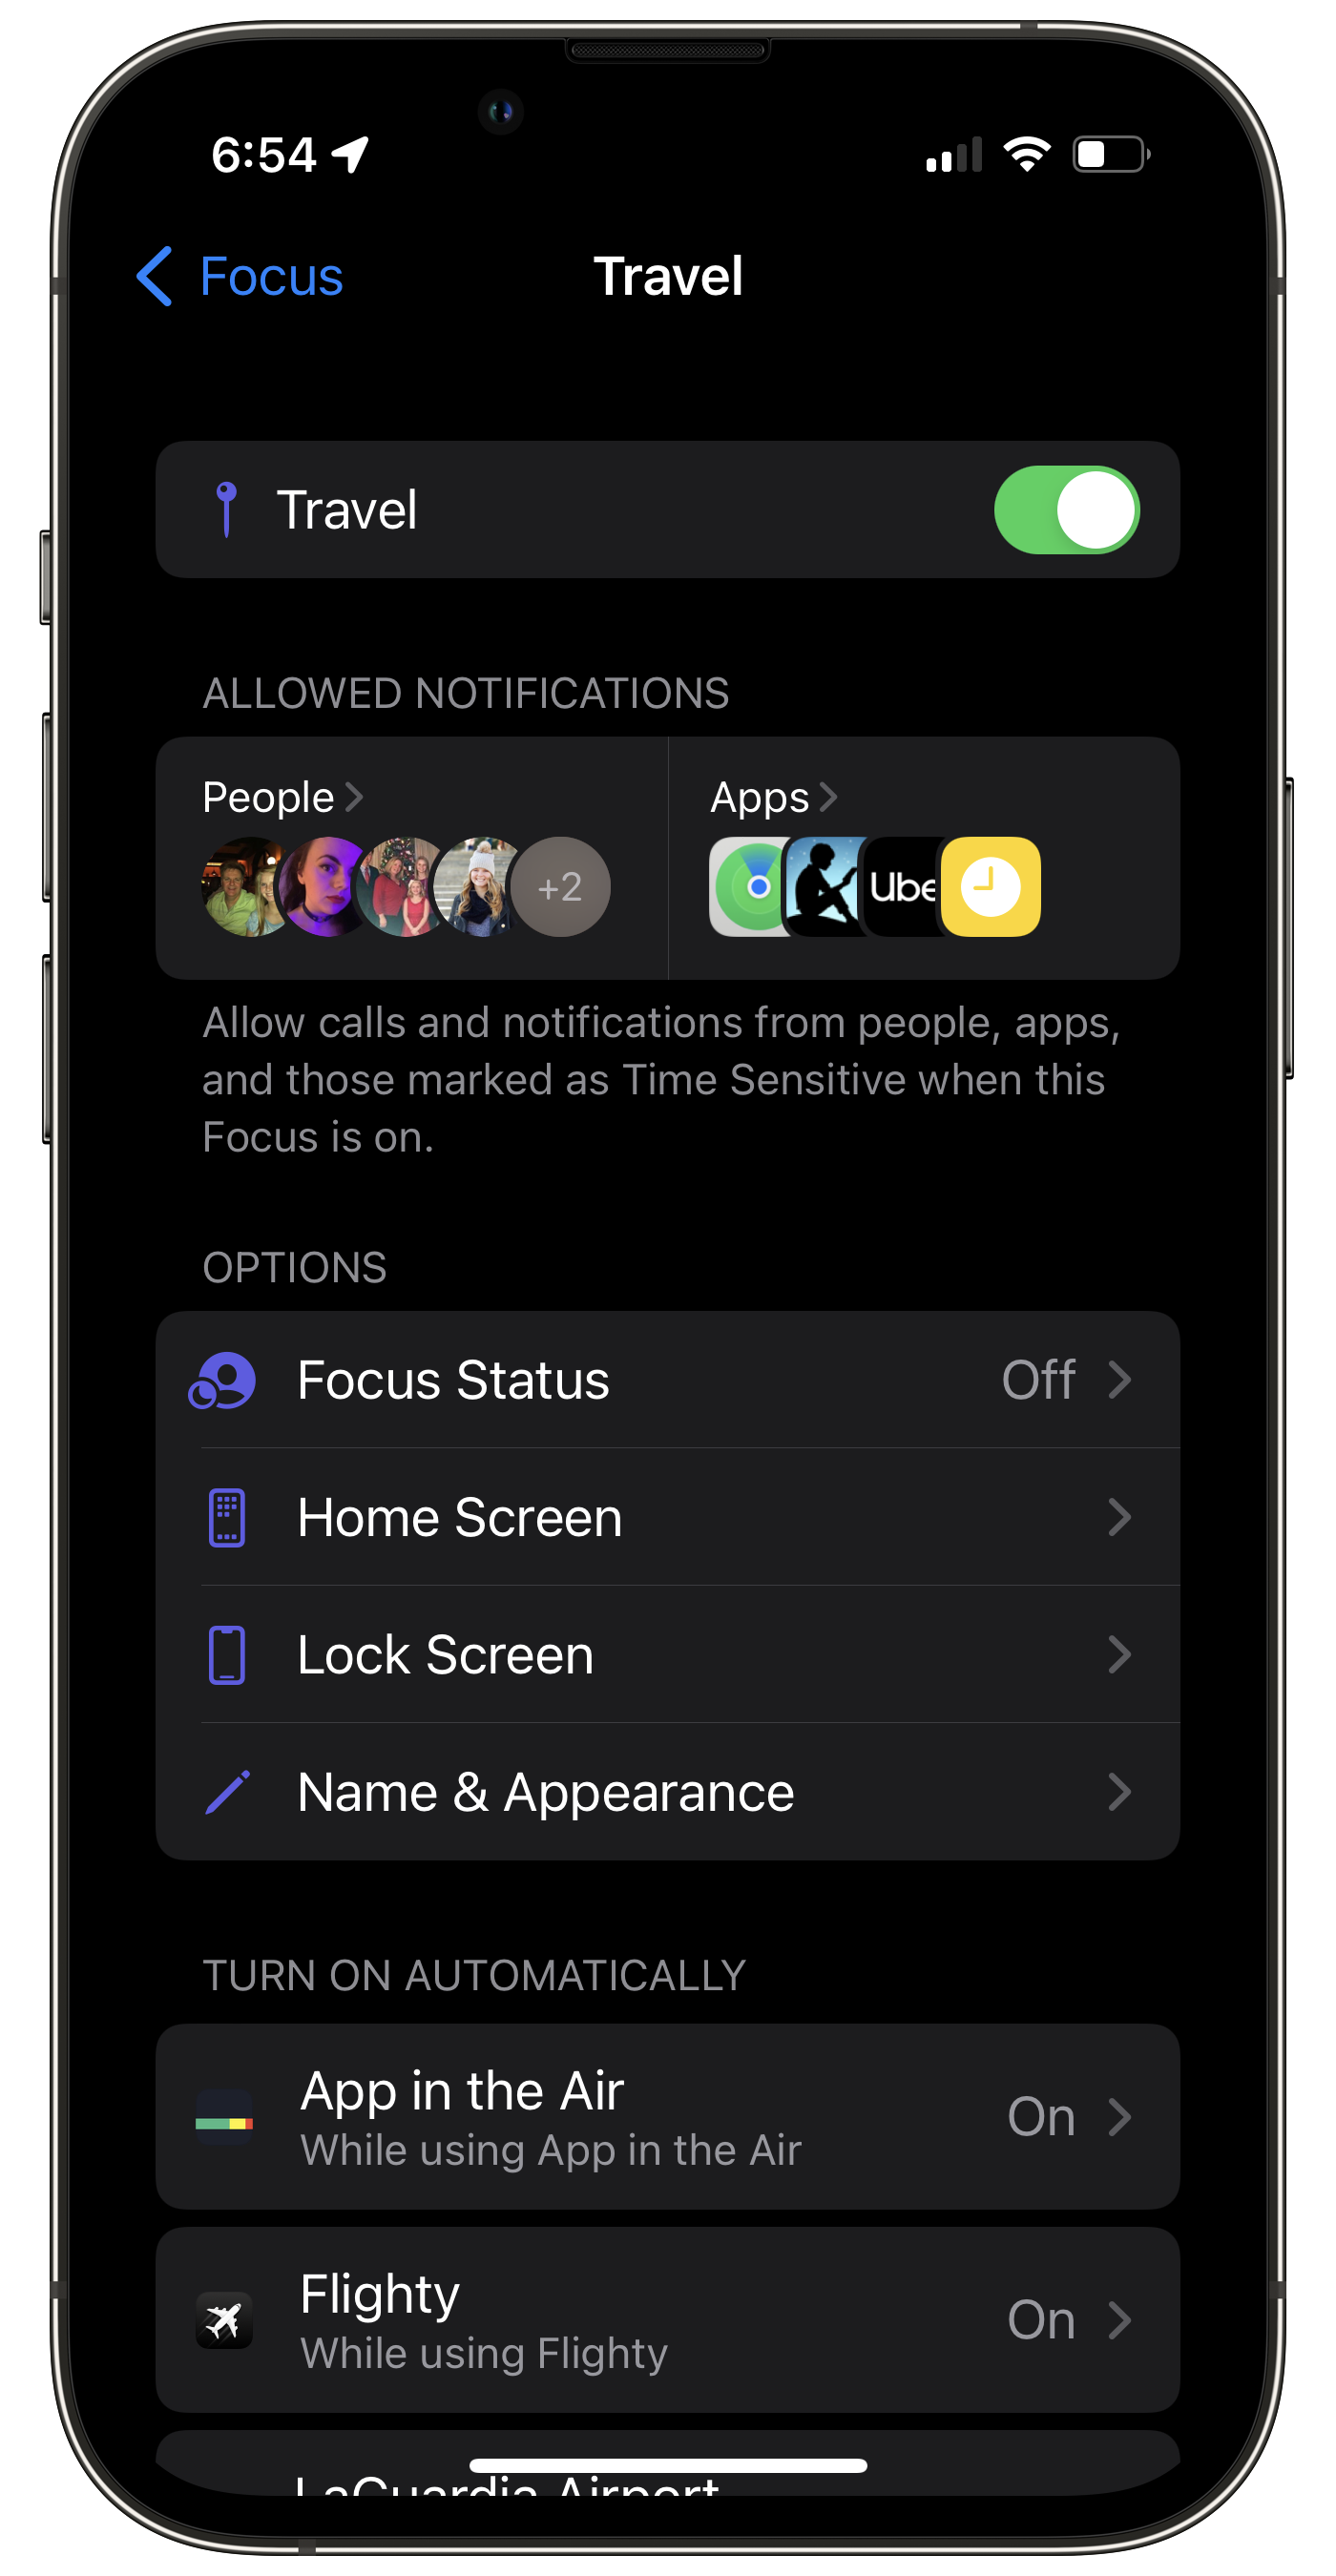 6:54
Focus
Travel
Travel
ALLOWED NOTIFICATIONS
People
Apps
+2
Ube
Allow calls and notifications from people, apps,
and those marked as Time Sensitive when this
Focus is on.
OPTIONS
Focus Status
Off
Home Screen
Lock Screen
Name & Appearance
TURN ON AUTOMATICALLY
App in the Air
While using App in the Air
On
Flighty
While using Flighty
On
LaGuardia Airport